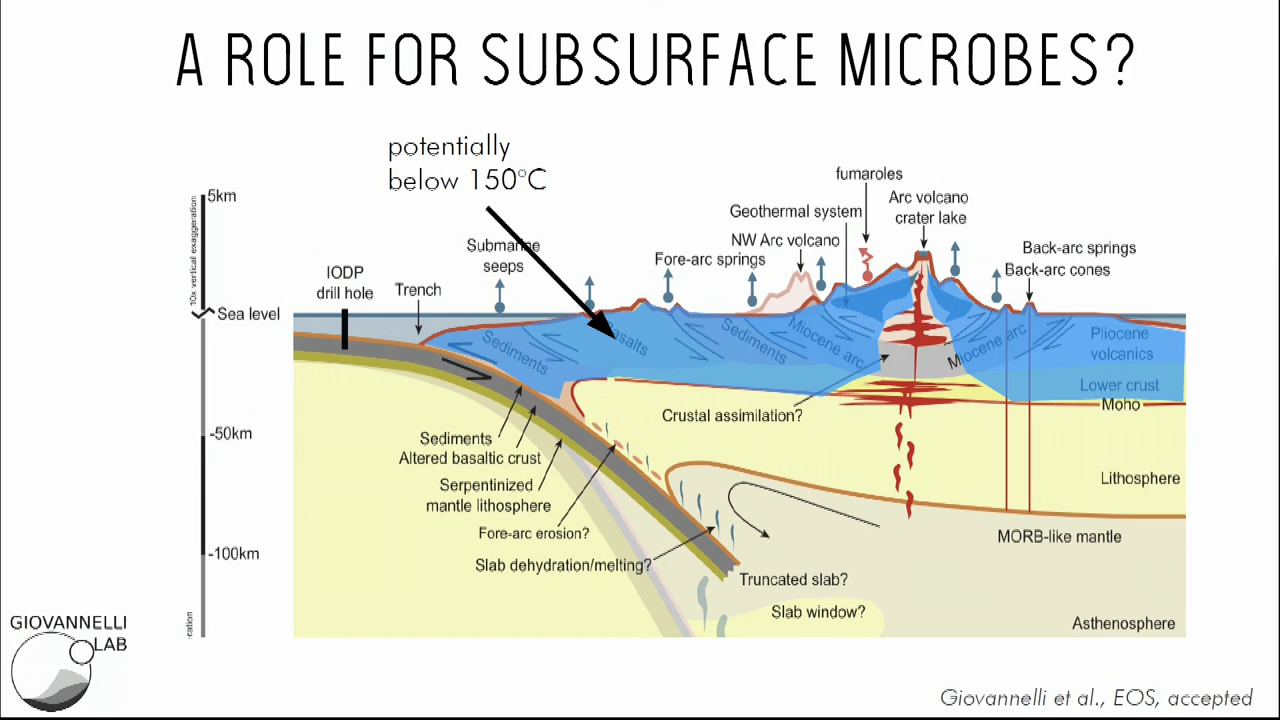 A ROLE FOR SUBSURFACE MICROBES?
potentially
below 150°C
5km
10x vertical exaggeration
Sea level
-50km
-100km
IODP
drill hole
Trench
Submarine
seeps
Fore-arc springs
NW Arc volcano
Geothermal system
fumaroles
Arc volcano
crater lake
Back-arc springs
Back-arc cones
Sediments
Sediments
Miocene arc
Miocene arc
Pliocene
volcanics
Lower crust
Moho
Crustal assimilation?
Sediments
Altered basaltic crust
Serpentinized
mantle lithosphere
Fore-arc erosion?
Slab dehydration/melting?
Lithosphere
MORB-like mantle
Truncated slab?
Slab window?
Asthenosphere
GIOVANNELLI
LAB
Giovannelli et al., EOS, accepted